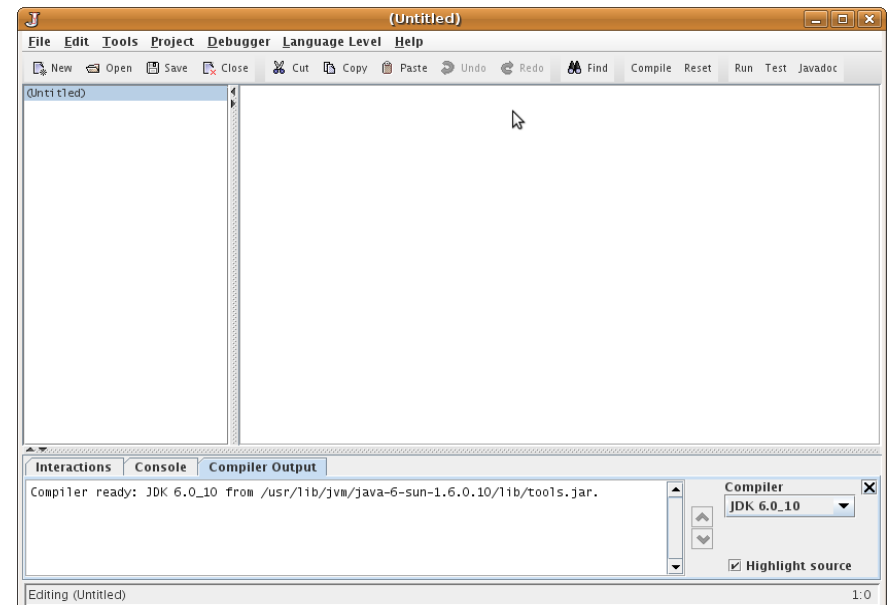 (Untitled)
File Edit Tools Project Debugger Language Level Help
New Open Save Close Cut Copy Paste Undo Redo Find Compile Reset Run Test Javadoc
(Untitled)
Interactions Console Compiler Output
Compiler ready: JDK 6.0_10 from /usr/lib/jvm/java-6-sun-1.6.0.10/lib/tools.jar.
Compiler
JDK 6.0_10
Highlight source
Editing (Untitled) 1:0